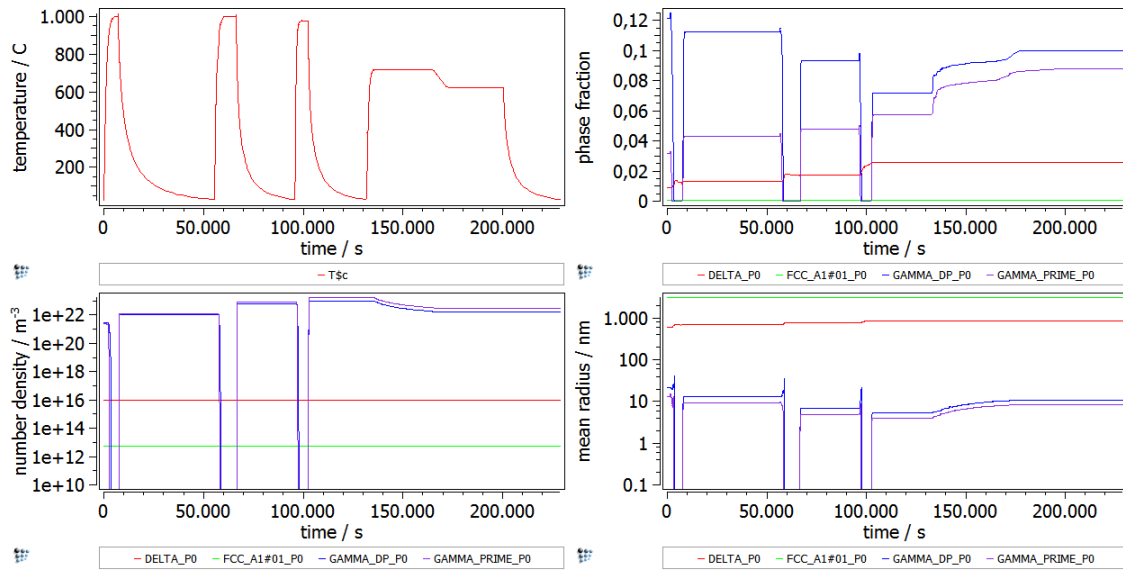 temperature / C
1.000
800
600
400
200
0
50.000
100.000
150.000
200.000
time / s
T$c
phase fraction
0,12
0,1
0,08
0,06
0,04
0,02
0
0
50.000
100.000
150.000
200.000
time / s
DELTA_P0 FCC_A1#01_P0 GAMMA_DP_P0 GAMMA_PRIME_P0
number density / m⁻³
1e+22
1e+20
1e+18
1e+16
1e+14
1e+12
1e+10
0
50.000
100.000
150.000
200.000
time / s
DELTA_P0 FCC_A1#01_P0 GAMMA_DP_P0 GAMMA_PRIME_P0
mean radius / nm
1.000
100
10
1
0.1
0
50.000
100.000
150.000
200.000
time / s
DELTA_P0 FCC_A1#01_P0 GAMMA_DP_P0 GAMMA_PRIME_P0